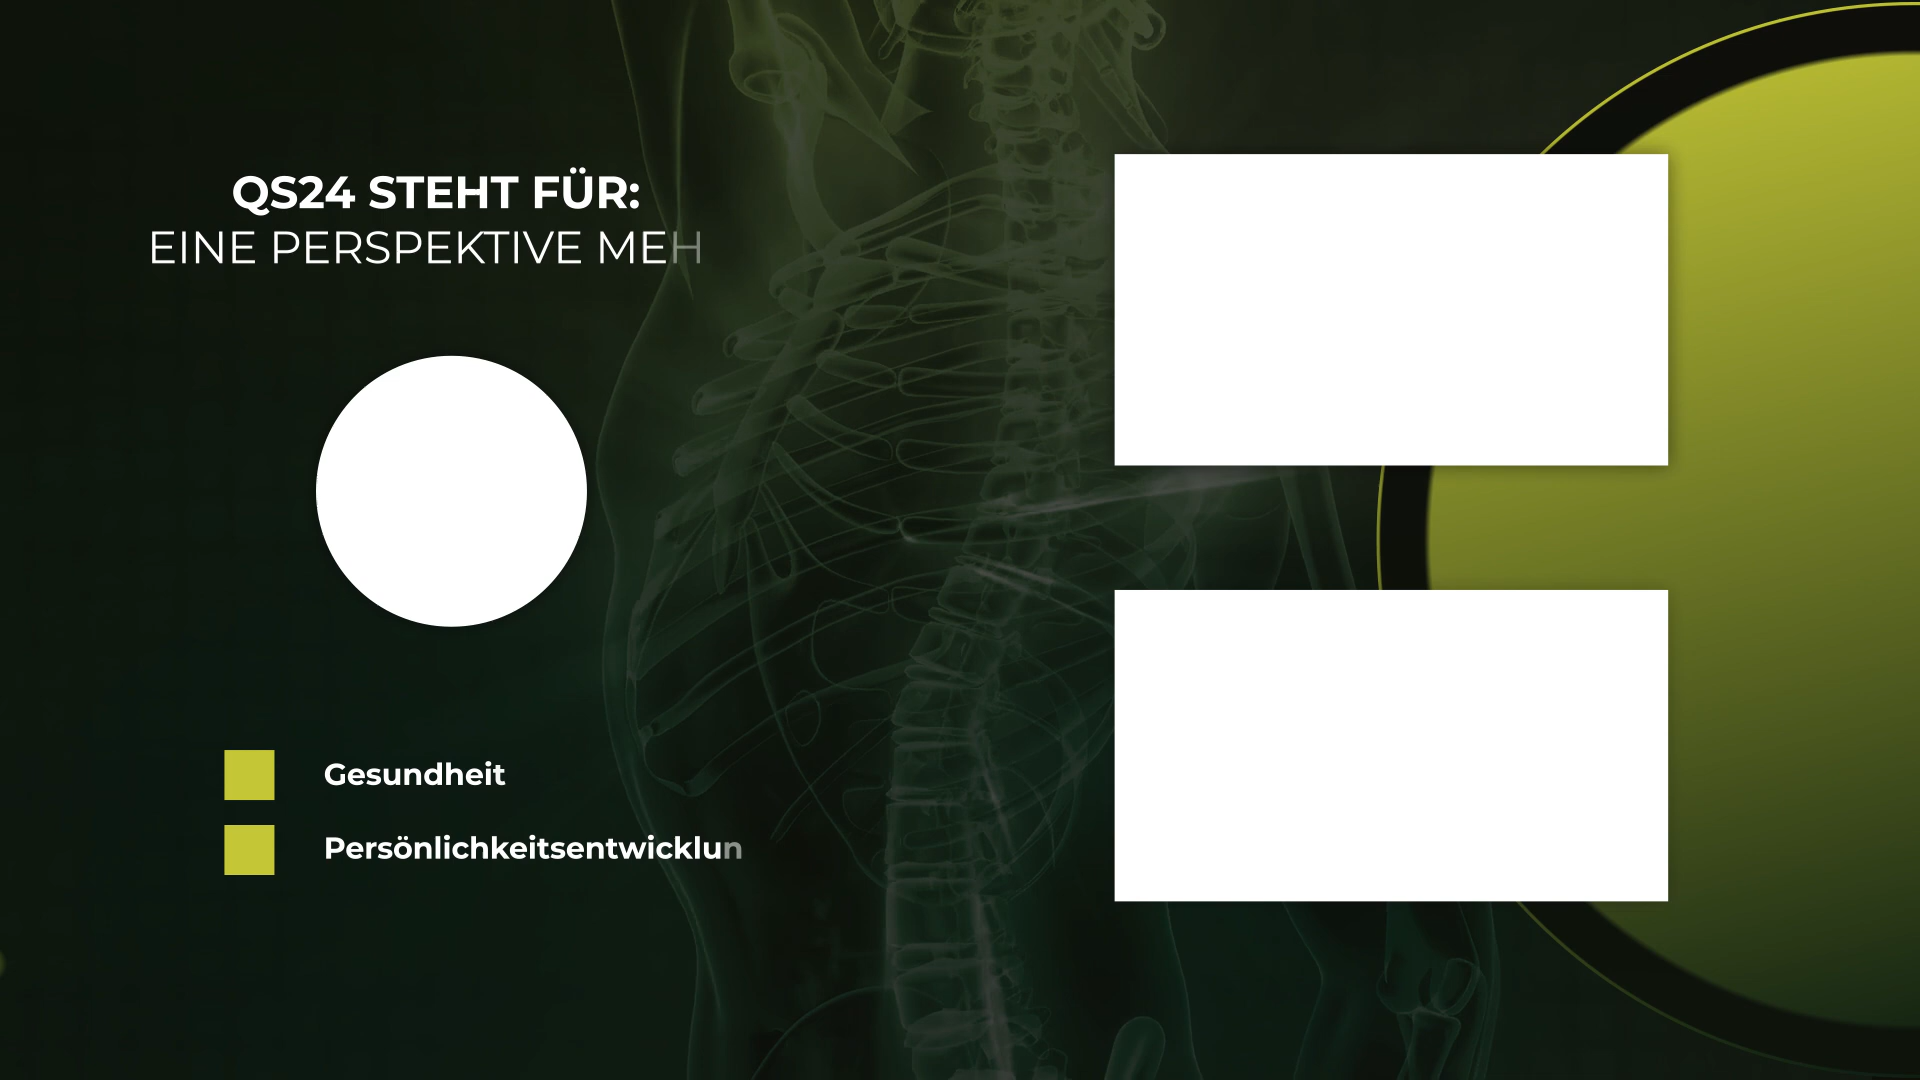 QS24 STEHT FÜR:
EINE PERSPEKTIVE MEH
Gesundheit
Persönlichkeitsentwicklun